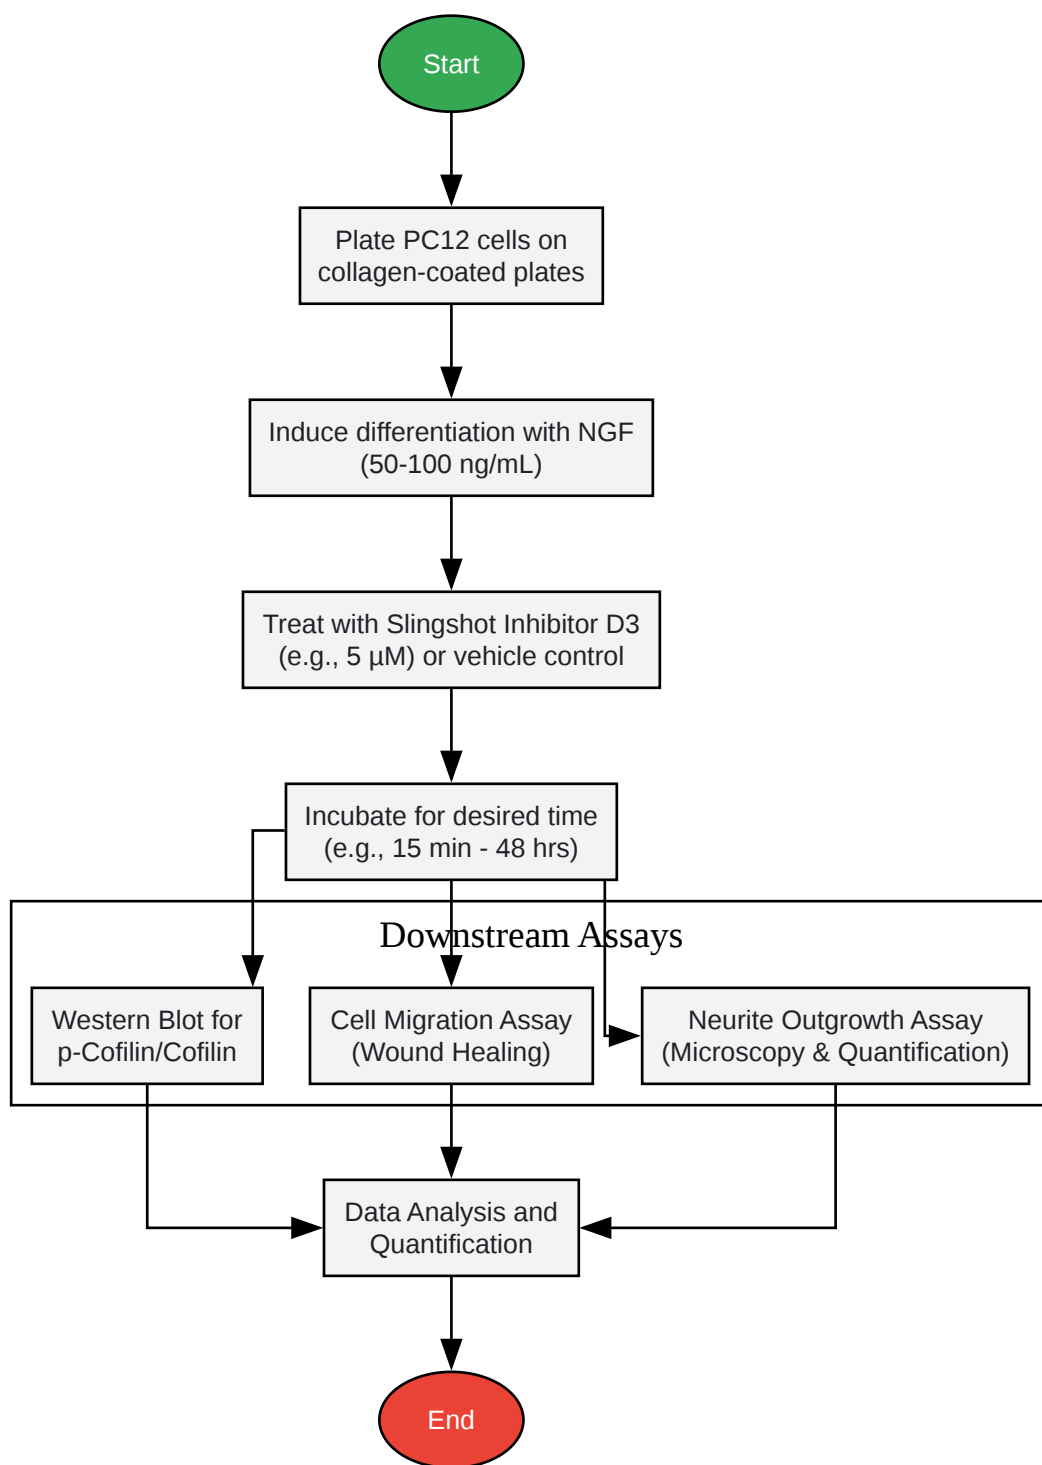 Start
Plate PC12 cells on
collagen-coated plates
Induce differentiation with NGF
(50-100 ng/mL)
Treat with Slingshot Inhibitor D3
(e.g., 5 µM) or vehicle control
Incubate for desired time
(e.g., 15 min - 48 hrs)
Downstream Assays
Western Blot for
p-Cofilin/Cofilin
Cell Migration Assay
(Wound Healing)
Neurite Outgrowth Assay
(Microscopy & Quantification)
Data Analysis and
Quantification
End